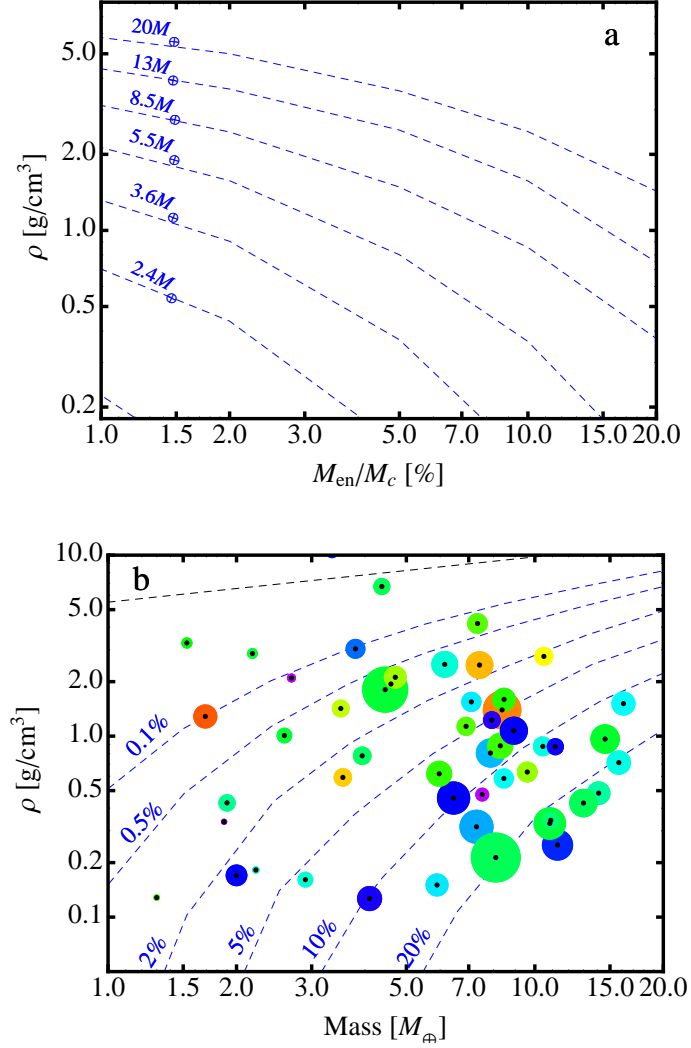 a
20M⊕
13M⊕
8.5M⊕
5.5M⊕
3.6M⊕
2.4M⊕
5.0
2.0
1.0
0.5
0.2
ρ [g/cm³]
1.0 1.5 2.0 3.0 5.0 7.0 10.0 15.0 20.0
M_en/M_c [%]
b
10.0
5.0
2.0
1.0
0.5
0.2
0.1
ρ [g/cm³]
0.1%
0.5%
2%
5%
10%
20%
1.0 1.5 2.0 3.0 5.0 7.0 10.0 15.0 20.0
Mass [M⊕]